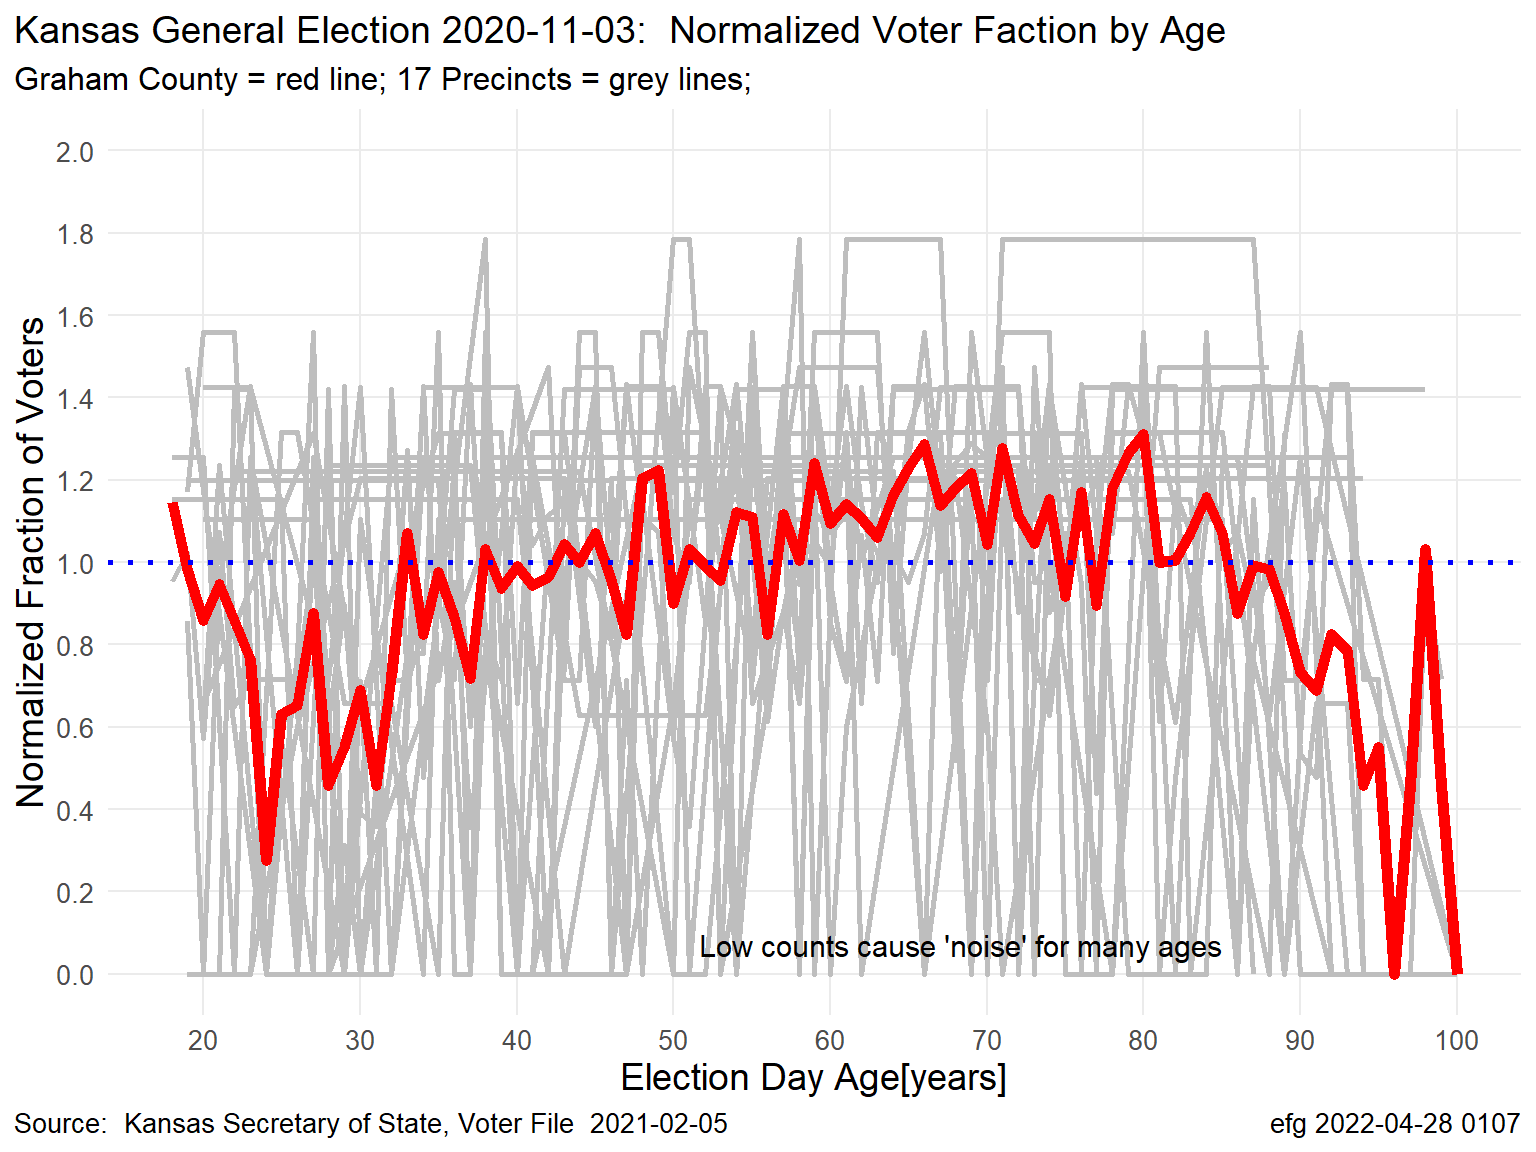 Kansas General Election 2020-11-03:  Normalized Voter Faction by Age
Graham County = red line; 17 Precincts = grey lines;
Normalized Fraction of Voters
2.0
1.8
1.6
1.4
1.2
1.0
0.8
0.6
0.4
0.2
0.0
Low counts cause 'noise' for many ages
20 30 40 50 60 70 80 90 100
Election Day Age[years]
Source:  Kansas Secretary of State, Voter File  2021-02-05
efg 2022-04-28 0107